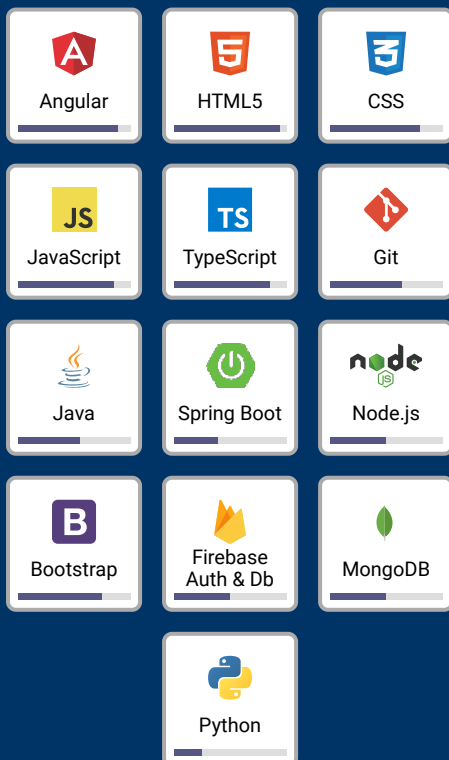 Angular
HTML5
CSS
JS
JavaScript
TS
TypeScript
Git
Java
Spring Boot
node
JS
Node.js
B
Bootstrap
Firebase
Auth & Db
MongoDB
Python